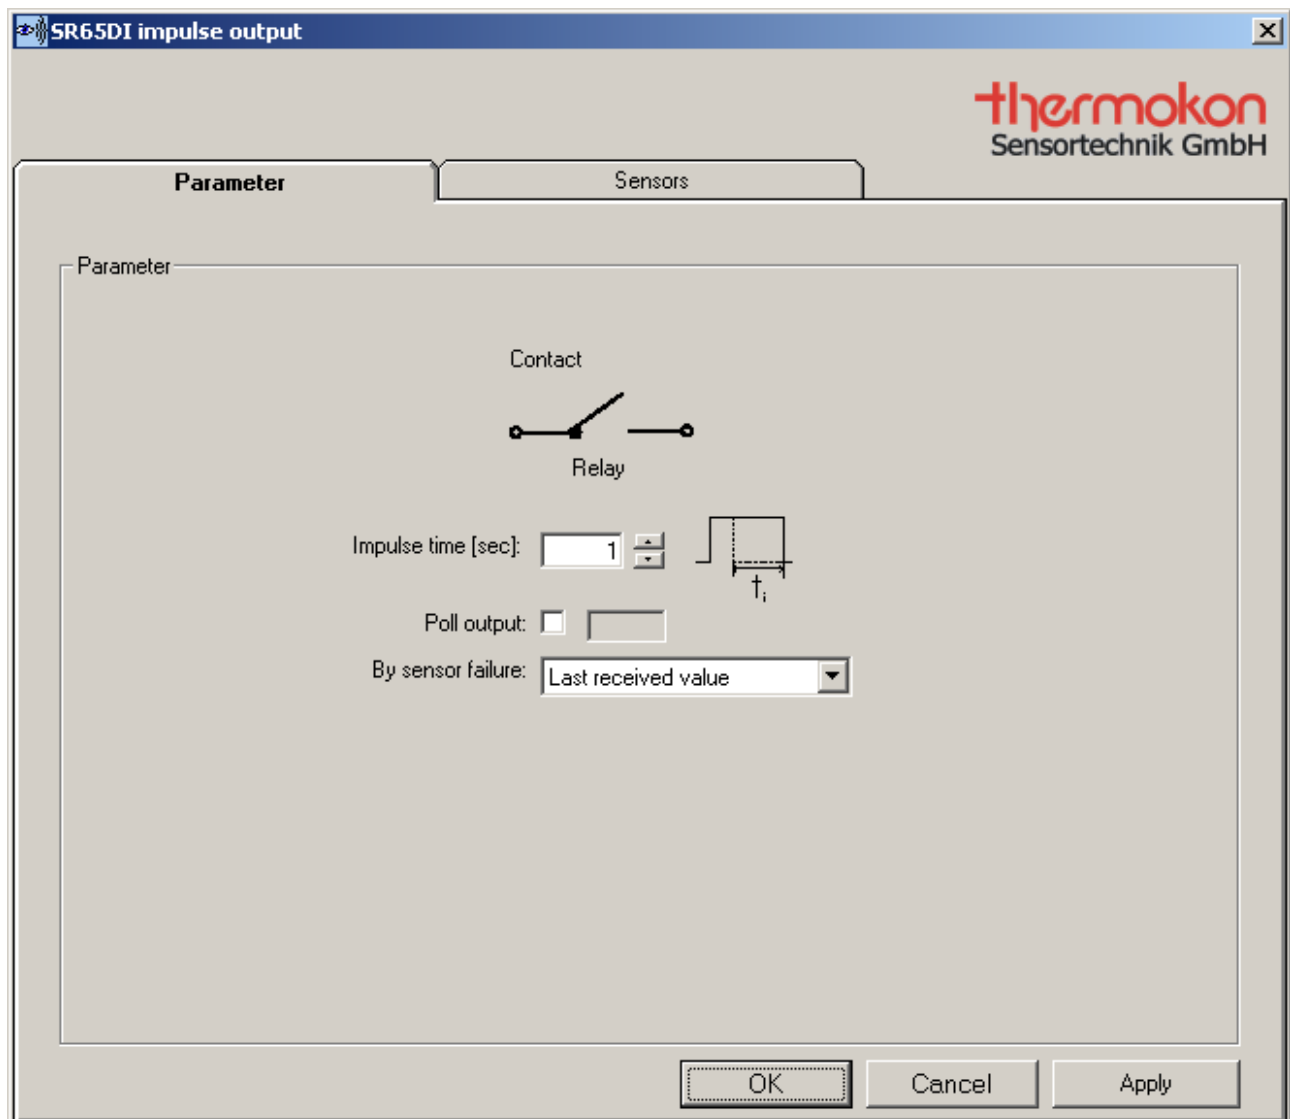 SR65DI impulse output
thermokon
Sensortechnik GmbH
Parameter Sensors
Parameter
Contact
Relay
Impulse time [sec]: 1
ti
Poll output:
By sensor failure: Last received value
OK Cancel Apply